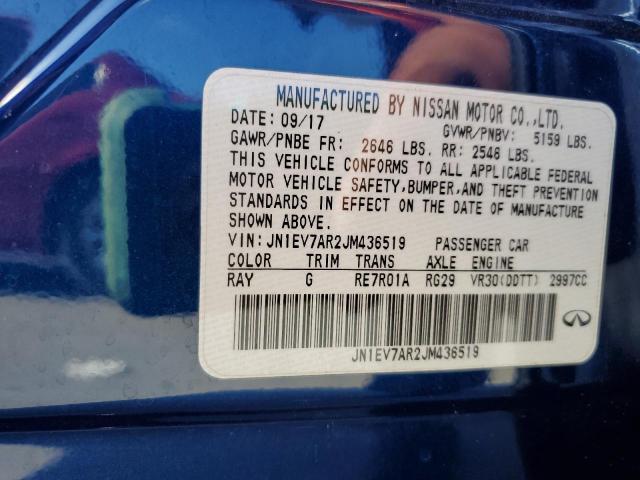 MANUFACTURED BY NISSAN MOTOR CO.,LTD.
DATE: 09/17 GVWR/PNBV: 5159 LBS.
GAWR/PNBE FR: 2646 LBS. RR: 2546 LBS.
THIS VEHICLE CONFORMS TO ALL APPLICABLE FEDERAL
MOTOR VEHICLE SAFETY,BUMPER,AND THEFT PREVENTION
STANDARDS IN EFFECT ON THE DATE OF MANUFACTURE
SHOWN ABOVE.
VIN: JN1EV7AR2JM436519 PASSENGER CAR
COLOR TRIM TRANS AXLE ENGINE
RAY G RE7R01A RG29 VR30(DDTT) 2997CC
JN1EV7AR2JM436519